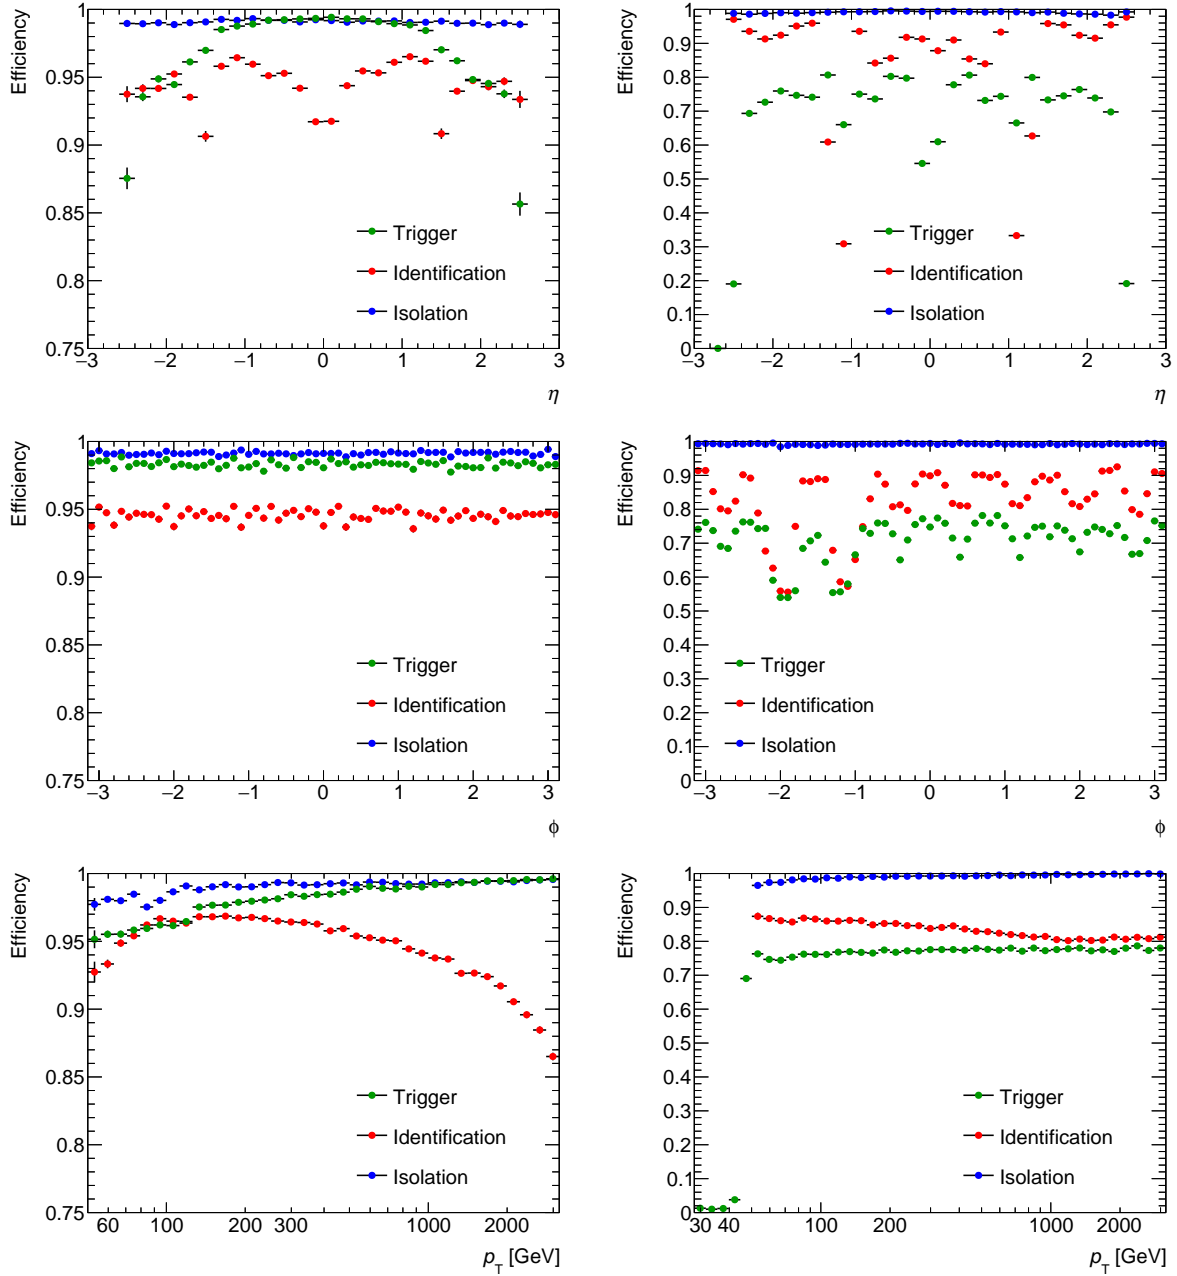 Efficiency
1
0.95
0.9
0.85
0.8
0.75
Trigger
Identification
Isolation
−3 −2 −1 0 1 2 3
η
Efficiency
1
0.9
0.8
0.7
0.6
0.5
0.4
0.3
0.2
0.1
0
Trigger
Identification
Isolation
−3 −2 −1 0 1 2 3
η
Efficiency
1
0.95
0.9
0.85
0.8
0.75
Trigger
Identification
Isolation
−3 −2 −1 0 1 2 3
ϕ
Efficiency
1
0.9
0.8
0.7
0.6
0.5
0.4
0.3
0.2
0.1
0
Trigger
Identification
Isolation
−3 −2 −1 0 1 2 3
ϕ
Efficiency
1
0.95
0.9
0.85
0.8
0.75
Trigger
Identification
Isolation
60 100 200 300 1000 2000
p_T [GeV]
Efficiency
1
0.9
0.8
0.7
0.6
0.5
0.4
0.3
0.2
0.1
0
Trigger
Identification
Isolation
30 40 100 200 1000 2000
p_T [GeV]